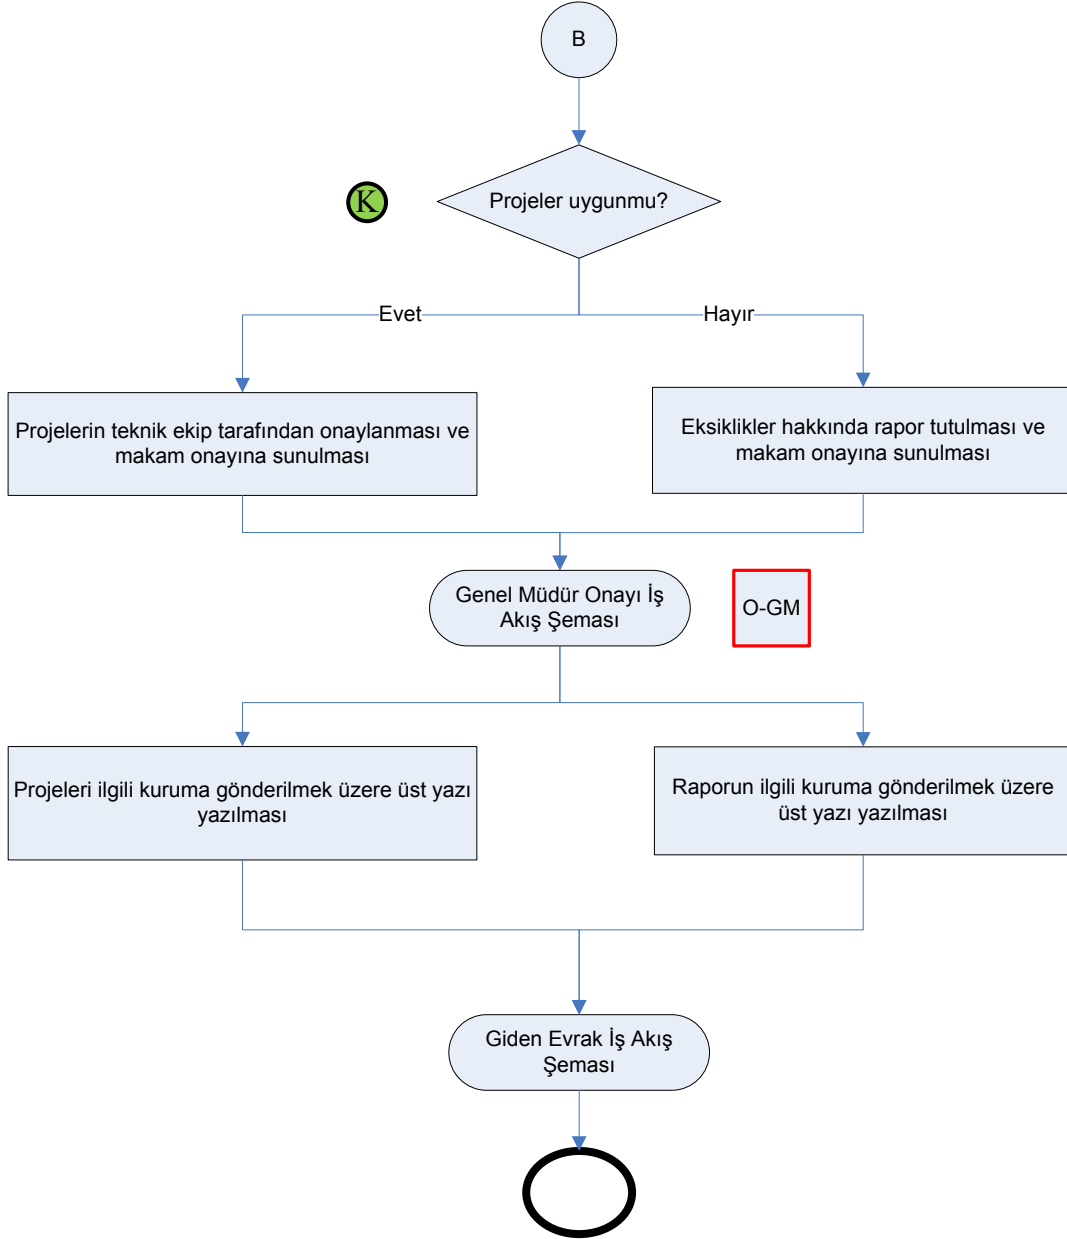 B
K
Projeler uygunmu?
Evet
Hayır
Projelerin teknik ekip tarafından onaylanması ve
makam onayına sunulması
Eksiklikler hakkında rapor tutulması ve
makam onayına sunulması
Genel Müdür Onayı İş
Akış Şeması
O-GM
Projeleri ilgili kuruma gönderilmek üzere üst yazı
yazılması
Raporun ilgili kuruma gönderilmek üzere
üst yazı yazılması
Giden Evrak İş Akış
Şeması